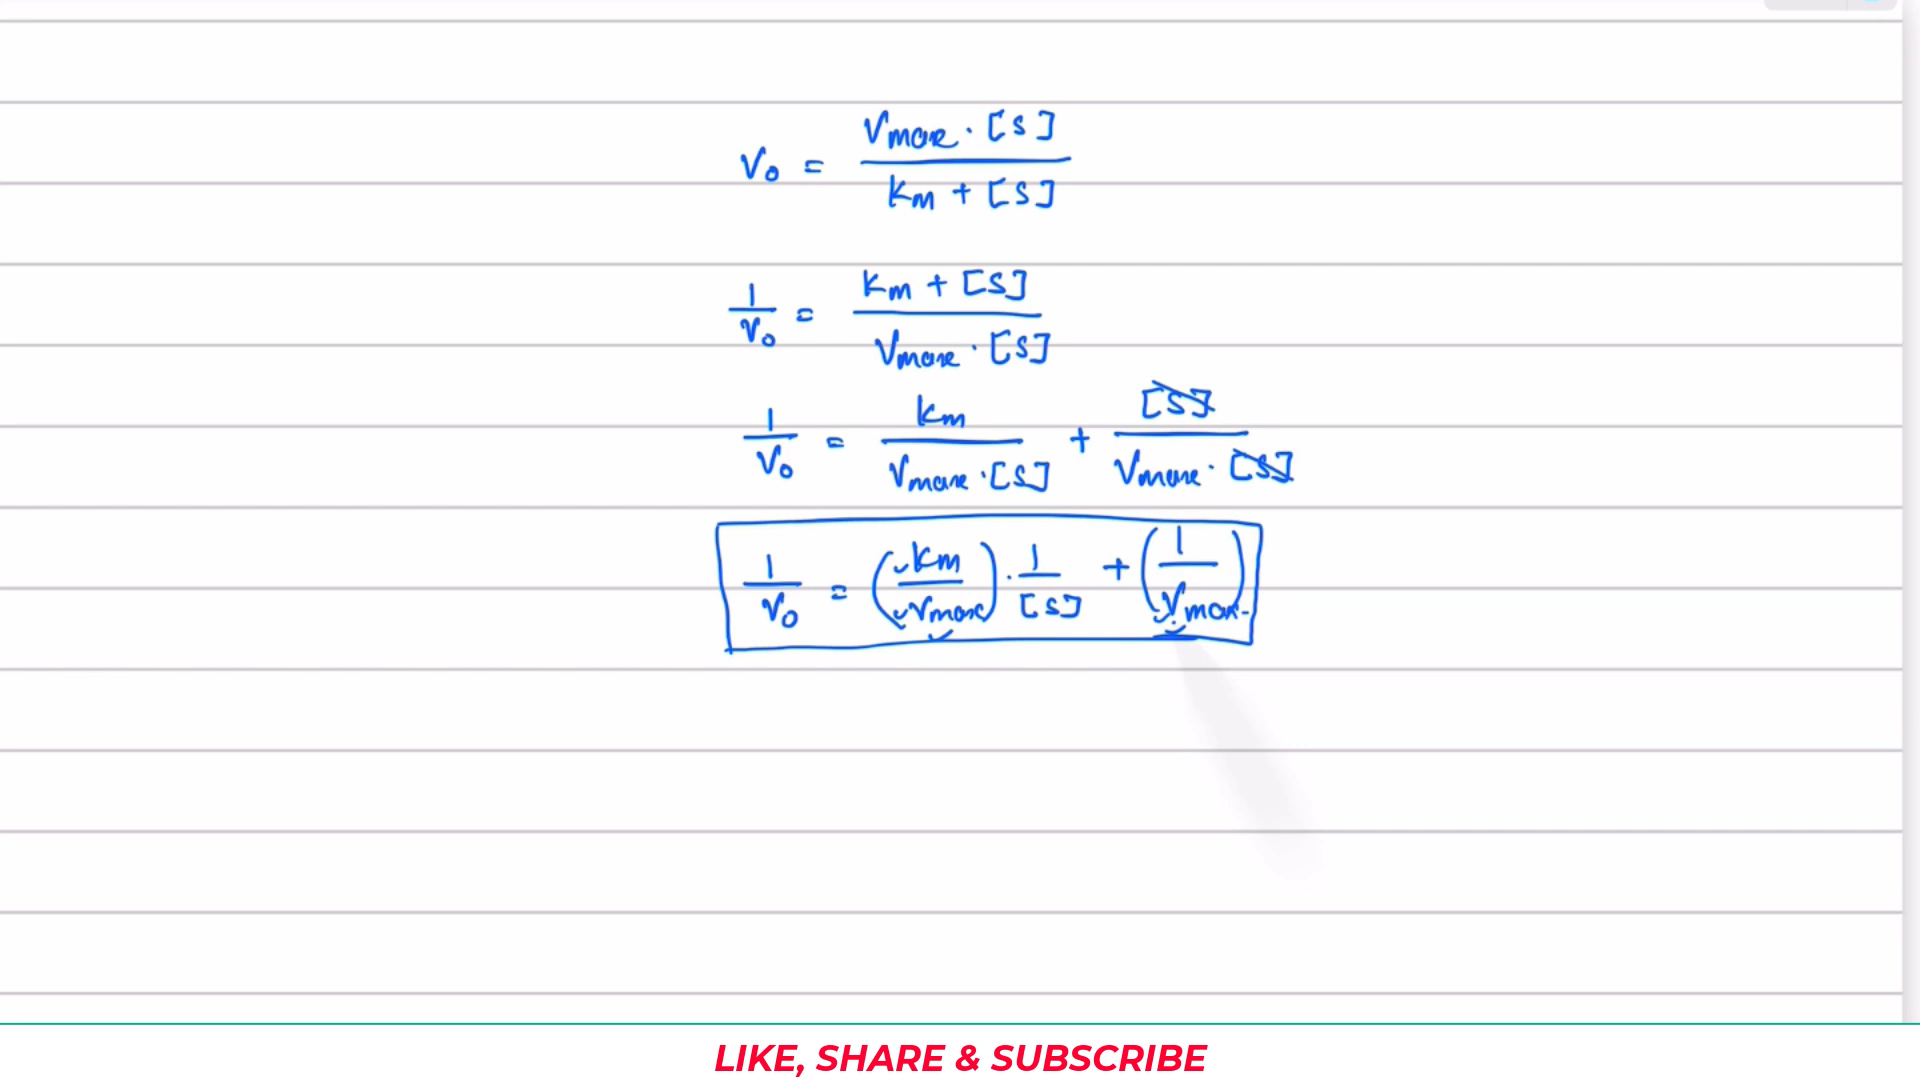 V₀ = Vmax · [S] / Km + [S]
1/V₀ = Km + [S] / Vmax · [S]
1/V₀ = Km / Vmax · [S] + [S] / Vmax · [S]
1/V₀ = (Km / Vmax) · 1/[S] + (1 / Vmax)
LIKE, SHARE & SUBSCRIBE